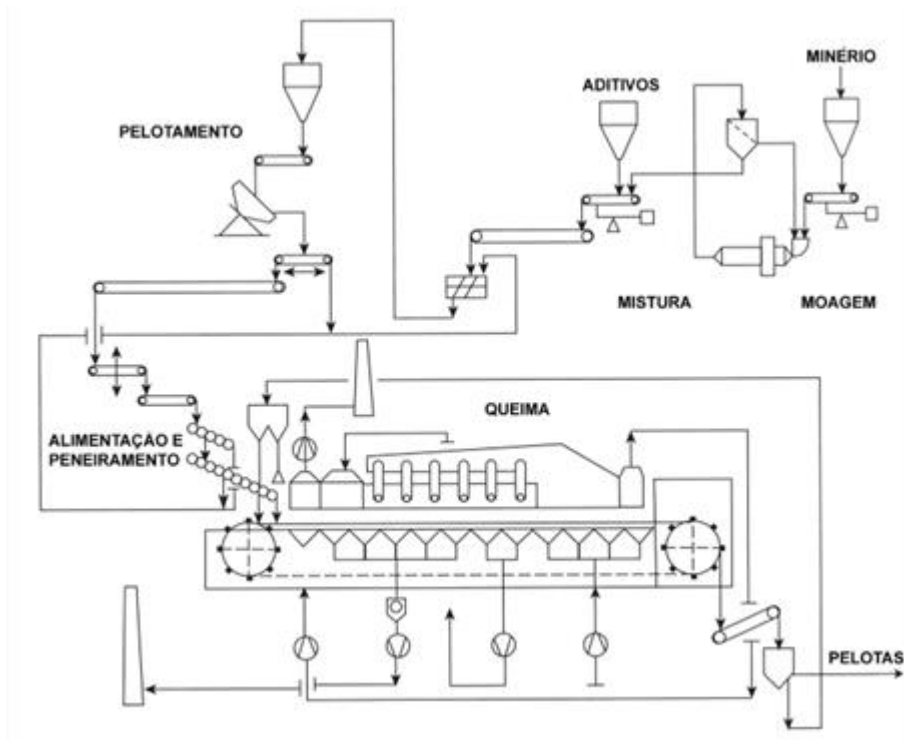 MINÉRIO
ADITIVOS
PELOTAMENTO
MISTURA
MOAGEM
QUEIMA
ALIMENTAÇÃO E
PENEIRAMENTO
PELOTAS